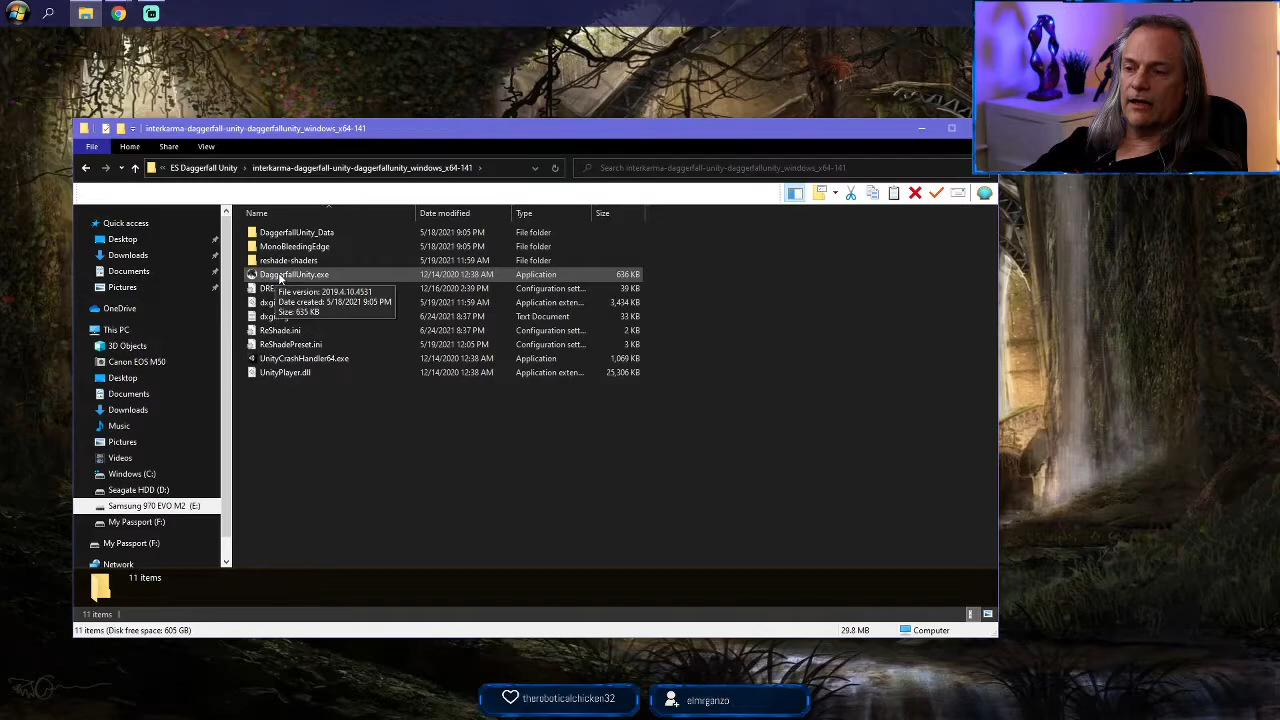 interkarma-daggerfall-unity-daggerfallunity_windows_x64-141
File Home Share View
« ES Daggerfall Unity › interkarma-daggerfall-unity-daggerfallunity_windows_x64-141 › Search interkarma-daggerfall-unity-daggerfallunity_windows_x64-141
Name Date modified Type Size
Quick access
Desktop
Downloads
Documents
Pictures
OneDrive
This PC
3D Objects
Canon EOS M50
Desktop
Documents
Downloads
Music
Pictures
Videos
Windows (C:)
Seagate HDD (D:)
Samsung 970 EVO M2 (E:)
My Passport (F:)
My Passport (F:)
Network
DaggerfallUnity_Data 5/18/2021 9:05 PM File folder
MonoBleedingEdge 5/18/2021 9:05 PM File folder
reshade-shaders 5/19/2021 11:59 AM File folder
DaggerfallUnity.exe 12/14/2020 12:38 AM Application 636 KB
DRE 12/16/2020 2:39 PM Configuration sett... 39 KB
dxgi 5/19/2021 11:59 AM Application exten... 3,434 KB
dxgi. 6/24/2021 8:37 PM Text Document 33 KB
ReShade.ini 6/24/2021 8:37 PM Configuration sett... 2 KB
ReShadePreset.ini 5/19/2021 12:05 PM Configuration sett... 3 KB
UnityCrashHandler64.exe 12/14/2020 12:38 AM Application 1,069 KB
UnityPlayer.dll 12/14/2020 12:38 AM Application exten... 25,306 KB
File version: 2019.4.10.4531
Date created: 5/18/2021 9:05 PM
Size: 635 KB
11 items
11 items
11 items (Disk free space: 605 GB) 29.8 MB Computer
theroboticalchicken32
elmrganzo